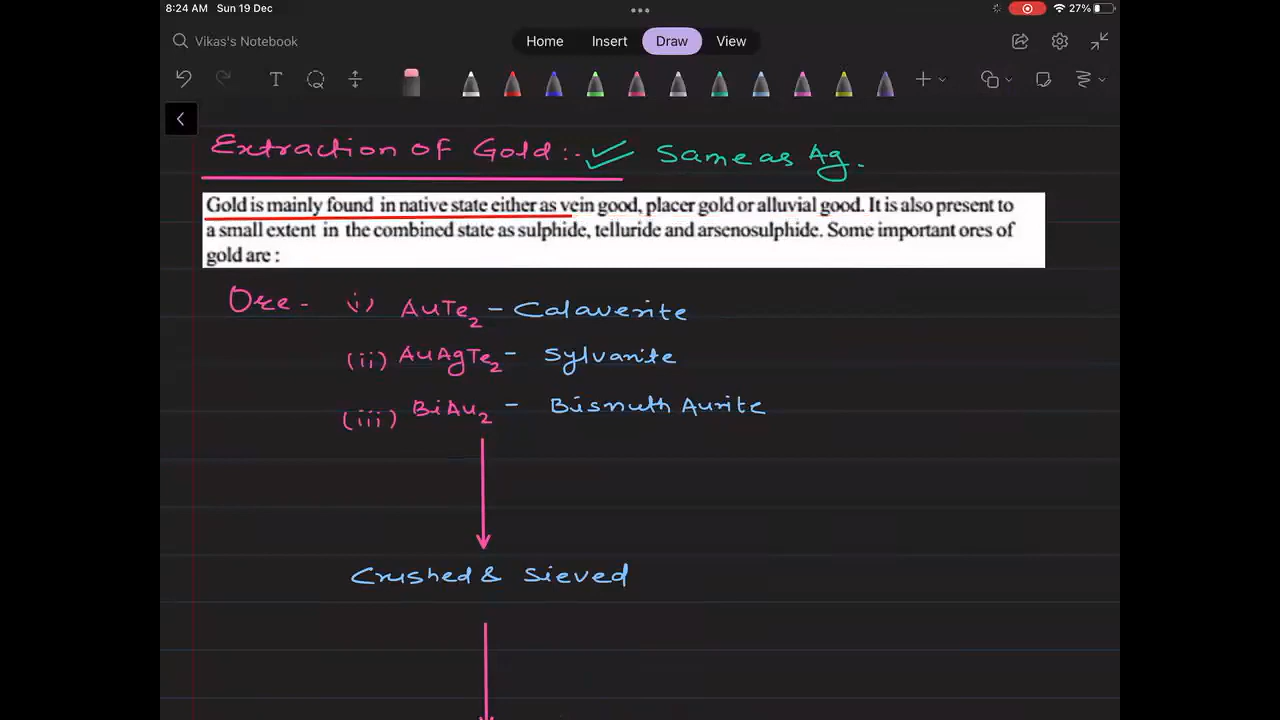 8:24 AM Sun 19 Dec
27%
Vikas's Notebook
Home Insert Draw View
Extraction of Gold :- Same as Ag.
Gold is mainly found in native state either as vein good, placer gold or alluvial good. It is also present to
a small extent in the combined state as sulphide, telluride and arsenosulphide. Some important ores of
gold are :
Ore - (i) AuTe2 - Calaverite
(ii) AuAgTe2 - Sylvanite
(iii) BiAu2 - Bismuth Aurite
Crushed & Sieved